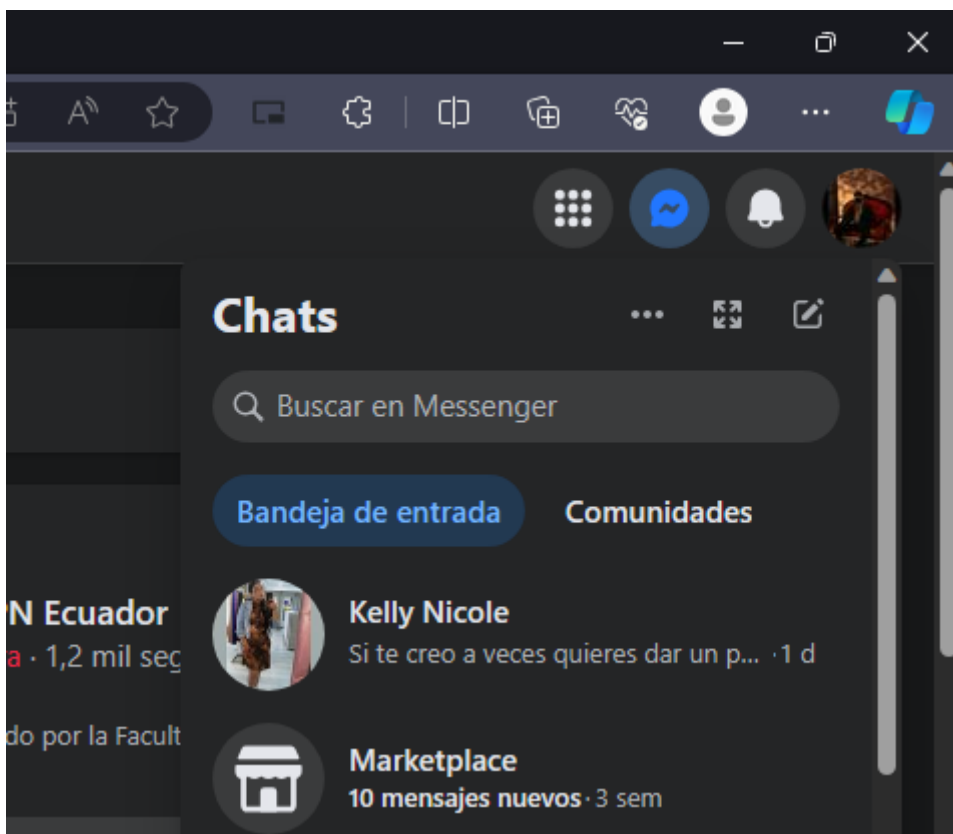 Chats
Buscar en Messenger
Bandeja de entrada
Comunidades
N Ecuador
a · 1,2 mil seg
do por la Facult
Kelly Nicole
Si te creo a veces quieres dar un p... · 1 d
Marketplace
10 mensajes nuevos · 3 sem